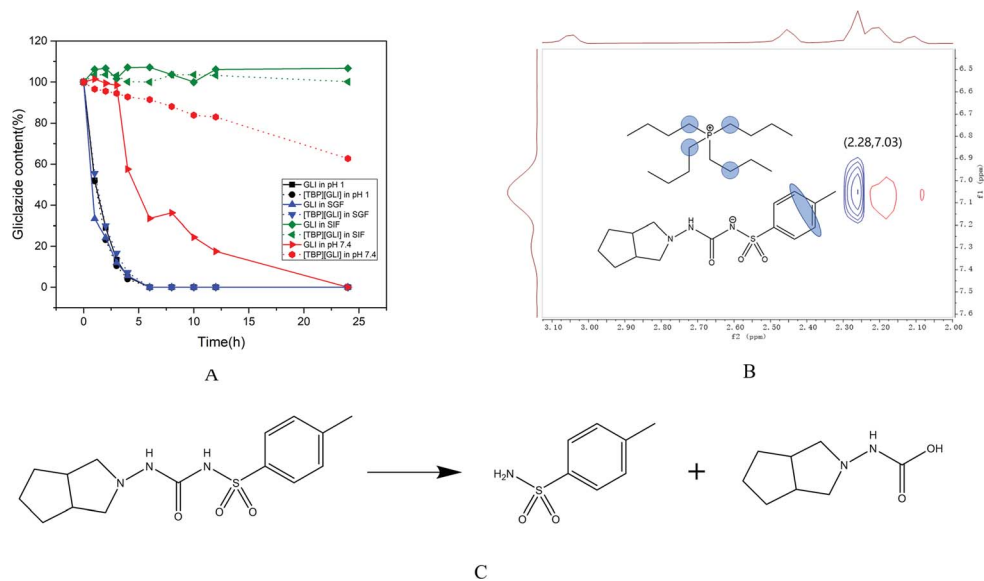 120
100
80
60
40
20
0
Gliclazide content(%)
0
5
10
15
20
25
Time(h)
GLI in pH 1
[TBP][GLI] in pH 1
GLI in SGF
[TBP][GLI] in SGF
GLI in SIF
[TBP][GLI] in SIF
GLI in pH 7.4
[TBP][GLI] in pH 7.4
A
P
⊕
(2.28,7.03)
H
N
N
O
⊖
N
S
O
O
6.5
6.6
6.7
6.8
6.9
7.0
7.1
7.2
7.3
7.4
7.5
7.6
f1 (ppm)
3.10
3.00
2.90
2.80
2.70
2.60
2.50
2.40
2.30
2.20
2.10
2.00
f2 (ppm)
B
N
H
N
O
H
N
S
O
O
H₂N
S
O
O
+
N
H
N
OH
O
C